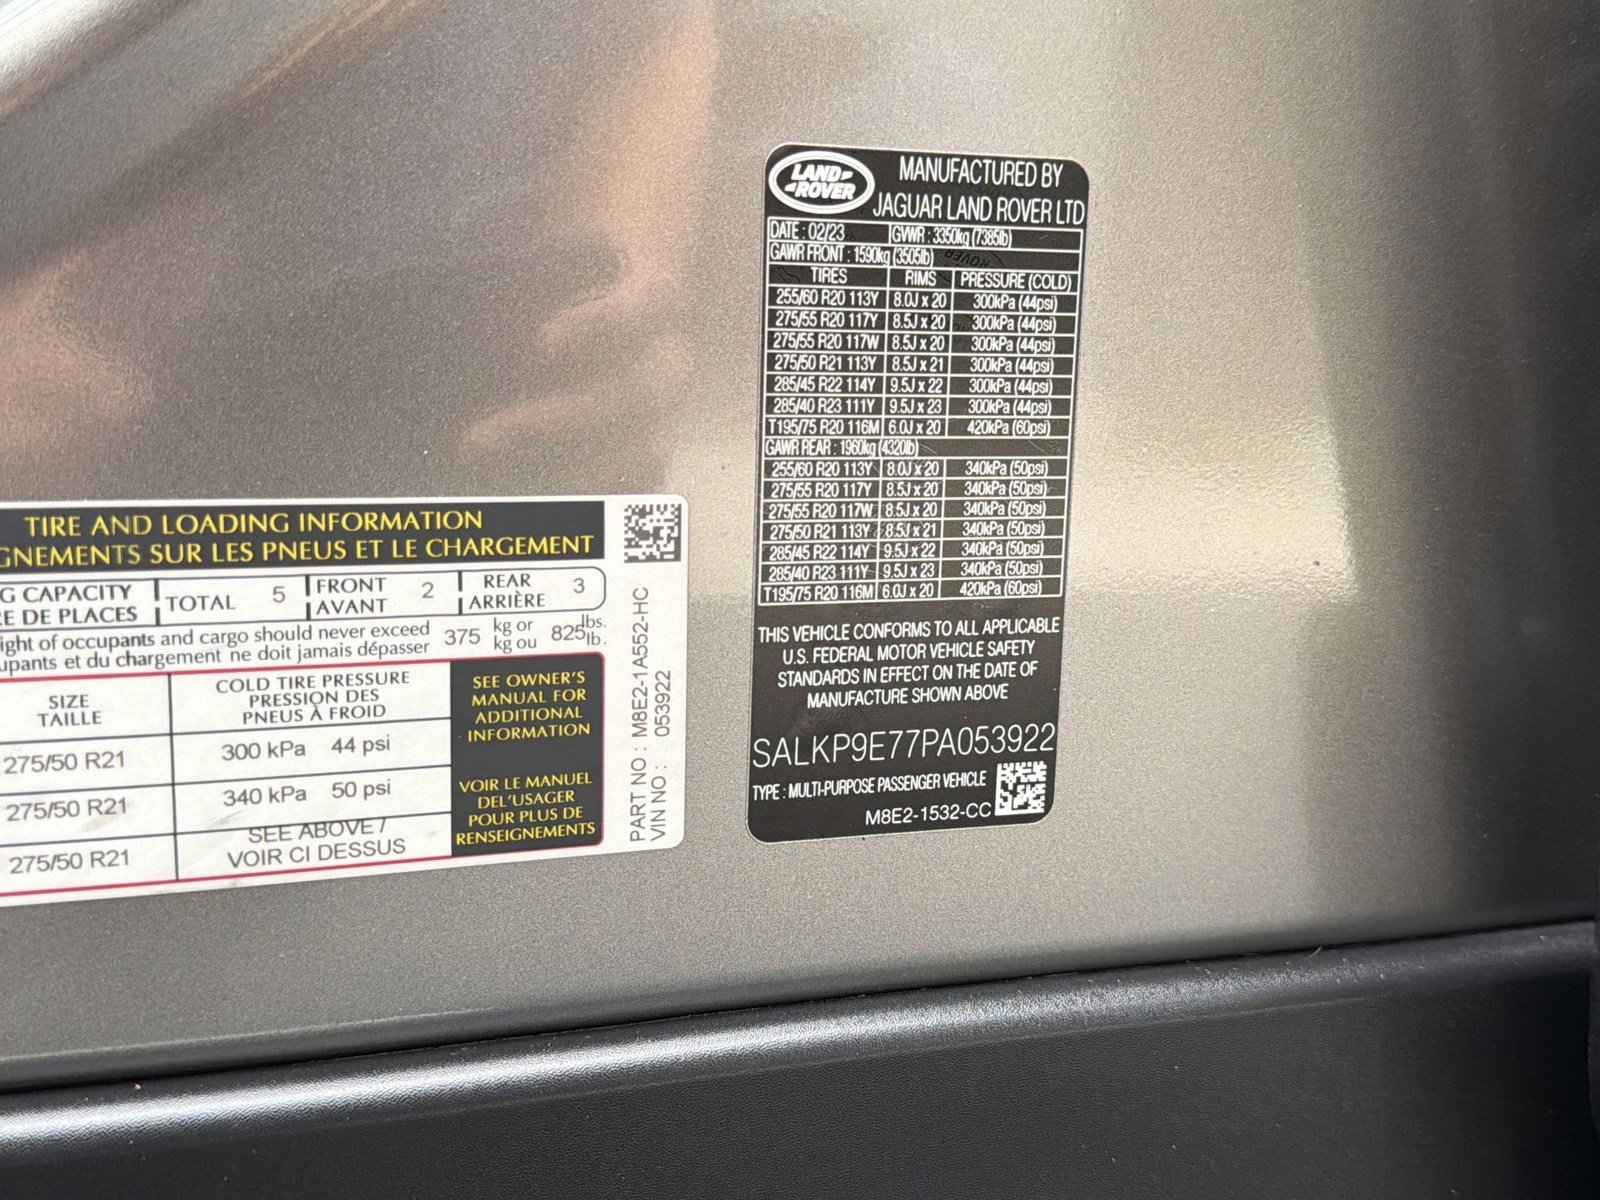 TIRE AND LOADING INFORMATION
GNEMENTS SUR LES PNEUS ET LE CHARGEMENT
G CAPACITY
E DE PLACES
TOTAL 5
FRONT
AVANT
2
REAR
ARRIÈRE
3
ight of occupants and cargo should never exceed
upants et du chargement ne doit jamais dépasser
375 kg or
kg ou
825 lbs.
lb.
SIZE
TAILLE
COLD TIRE PRESSURE
PRESSION DES
PNEUS À FROID
275/50 R21 300 kPa 44 psi
275/50 R21 340 kPa 50 psi
275/50 R21 SEE ABOVE /
VOIR CI DESSUS
SEE OWNER'S
MANUAL FOR
ADDITIONAL
INFORMATION
VOIR LE MANUEL
DEL'USAGER
POUR PLUS DE
RENSEIGNEMENTS
PART NO : M8E2-1A552-HC
VIN NO : 053922
LAND
ROVER
MANUFACTURED BY
JAGUAR LAND ROVER LTD
DATE : 02/23 GVWR : 3350kg (7385lb)
GAWR FRONT : 1590kg (3505lb)
TIRES RIMS PRESSURE (COLD)
255/60 R20 113Y 8.0J x 20 300kPa (44psi)
275/55 R20 117Y 8.5J x 20 300kPa (44psi)
275/55 R20 117W 8.5J x 20 300kPa (44psi)
275/50 R21 113Y 8.5J x 21 300kPa (44psi)
285/45 R22 114Y 9.5J x 22 300kPa (44psi)
285/40 R23 111Y 9.5J x 23 300kPa (44psi)
T195/75 R20 116M 6.0J x 20 420kPa (60psi)
GAWR REAR : 1960kg (4320lb)
255/60 R20 113Y 8.0J x 20 340kPa (50psi)
275/55 R20 117Y 8.5J x 20 340kPa (50psi)
275/55 R20 117W 8.5J x 20 340kPa (50psi)
275/50 R21 113Y 8.5J x 21 340kPa (50psi)
285/45 R22 114Y 9.5J x 22 340kPa (50psi)
285/40 R23 111Y 9.5J x 23 340kPa (50psi)
T195/75 R20 116M 6.0J x 20 420kPa (60psi)
THIS VEHICLE CONFORMS TO ALL APPLICABLE
U.S. FEDERAL MOTOR VEHICLE SAFETY
STANDARDS IN EFFECT ON THE DATE OF
MANUFACTURE SHOWN ABOVE
SALKP9E77PA053922
TYPE : MULTI-PURPOSE PASSENGER VEHICLE
M8E2-1532-CC